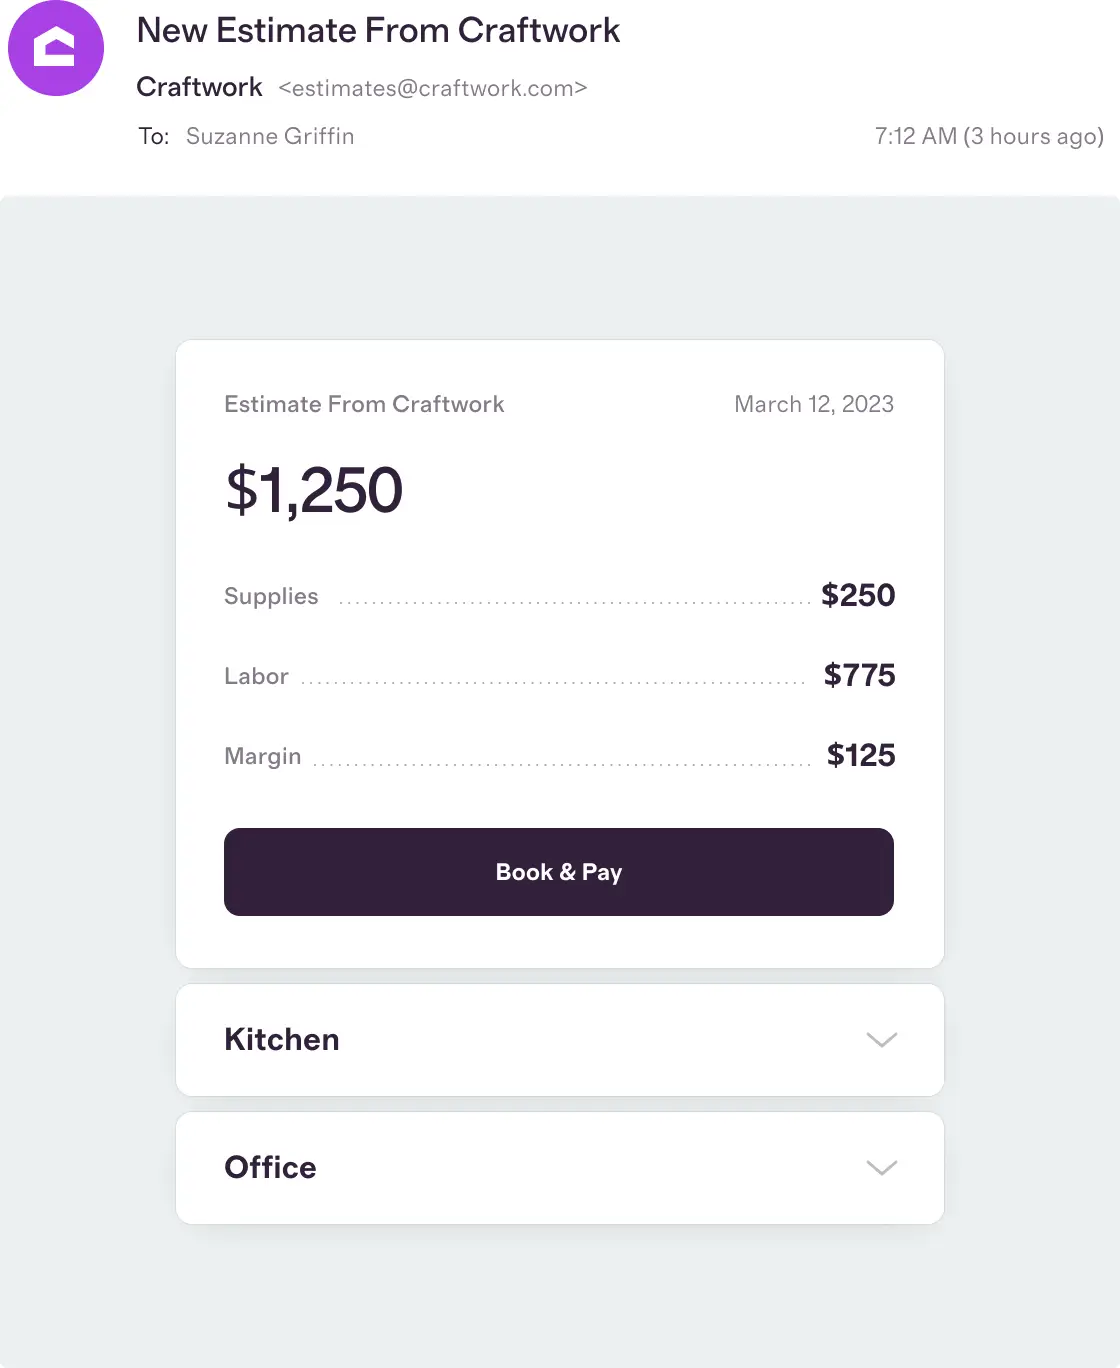 New Estimate From Craftwork
Craftwork <estimates@craftwork.com>
To: Suzanne Griffin 7:12 AM (3 hours ago)
Estimate From Craftwork March 12, 2023
$1,250
Supplies $250
Labor $775
Margin $125
Book & Pay
Kitchen
Office